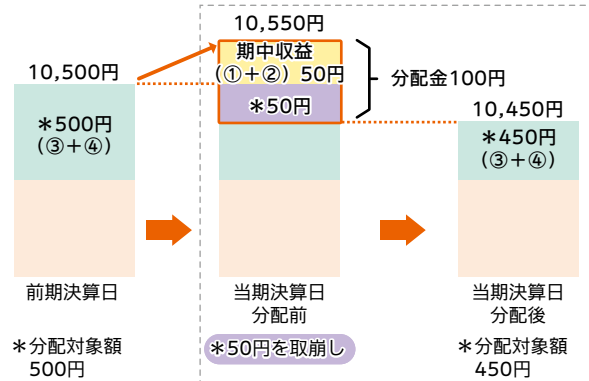 10,500円
＊500円
（③＋④）
前期決算日
＊分配対象額
500円
10,550円
期中収益
（①＋②）50円
＊50円
分配金100円
当期決算日
分配前
＊50円を取崩し
10,450円
＊450円
（③＋④）
当期決算日
分配後
＊分配対象額
450円